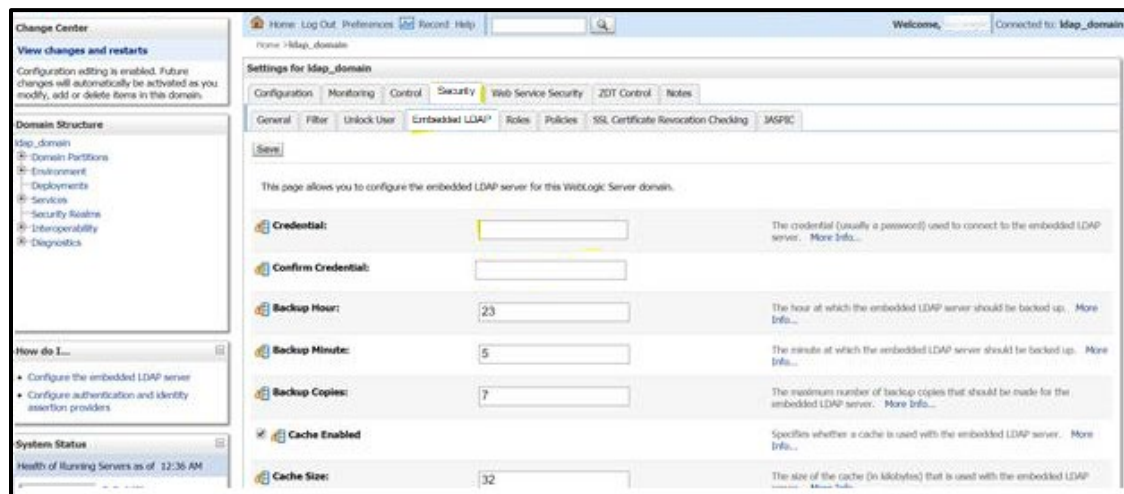 Change Center
View changes and restarts
Configuration editing is enabled. Future
changes will automatically be activated as you
modify, add or delete items in this domain.
Domain Structure
ldap_domain
Domain Partitions
Environment
Deployments
Services
Security Realms
Interoperability
Diagnostics
How do I...
Configure the embedded LDAP server
Configure authentication and identity
assertion providers
System Status
Health of Running Servers as of 12:36 AM
Home Log Out Preferences Record Help
Welcome, Connected to: ldap_domain
Home >ldap_domain
Settings for ldap_domain
Configuration Monitoring Control Security Web Service Security ZDT Control Notes
General Filter Unlock User Embedded LDAP Roles Policies SSL Certificate Revocation Checking JASPIC
Save
This page allows you to configure the embedded LDAP server for this WebLogic Server domain.
Credential:
The credential (usually a password) used to connect to the embedded LDAP
server. More Info...
Confirm Credential:
Backup Hour: 23
The hour at which the embedded LDAP server should be backed up. More
Info...
Backup Minute: 5
The minute at which the embedded LDAP server should be backed up. More
Info...
Backup Copies: 7
The maximum number of backup copies that should be made for the
embedded LDAP server. More Info...
Cache Enabled
Specifies whether a cache is used with the embedded LDAP server. More
Info...
Cache Size: 32
The size of the cache (in kilobytes) that is used with the embedded LDAP
server. More Info...